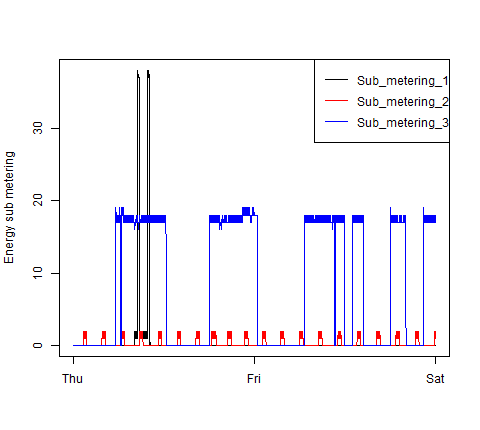 Sub_metering_1
Sub_metering_2
Sub_metering_3
Energy sub metering
30
20
10
0
Thu Fri Sat